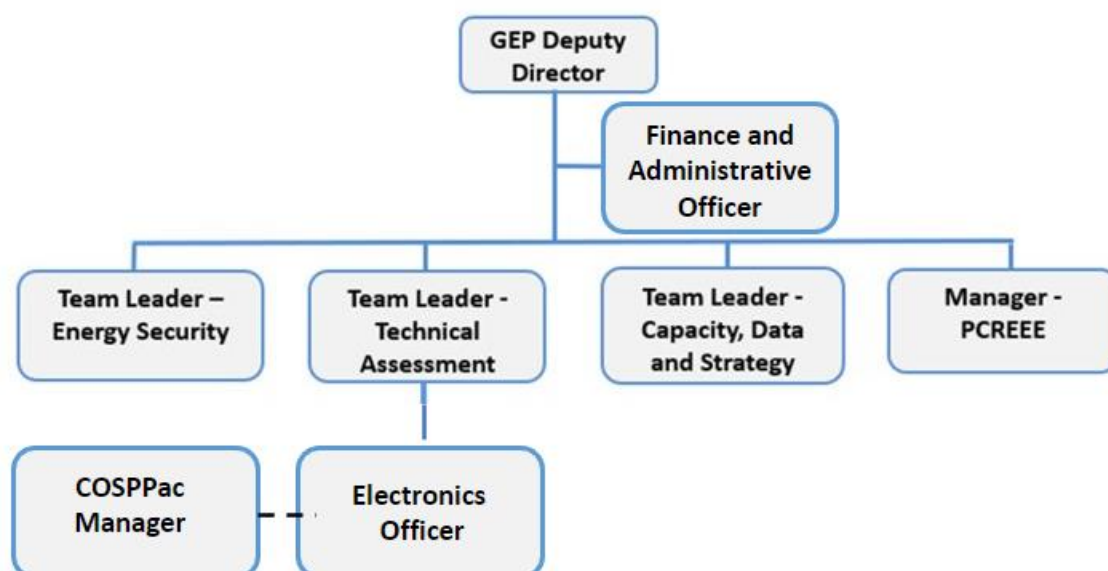 GEP Deputy
Director
Finance and
Administrative
Officer
Team Leader –
Energy Security
Team Leader -
Technical
Assessment
Team Leader -
Capacity, Data
and Strategy
Manager -
PCREEE
COSPPac
Manager
Electronics
Officer